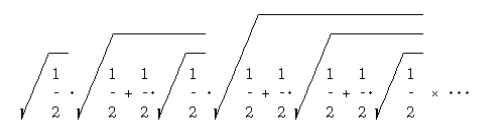 √(1/2) · √(1/2 + 1/2 · √(1/2)) · √(1/2 + 1/2 · √(1/2 + 1/2 · √(1/2))) × ⋯